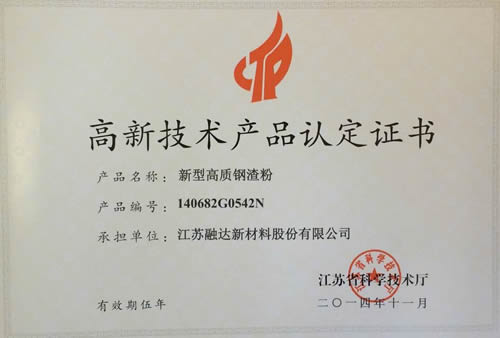 高新技术产品认定证书
产品名称： 新型高质钢渣粉
产品编号： 140682G0542N
承担单位： 江苏融达新材料股份有限公司
江苏省科学技术厅
有效期伍年
二〇一四年十一月